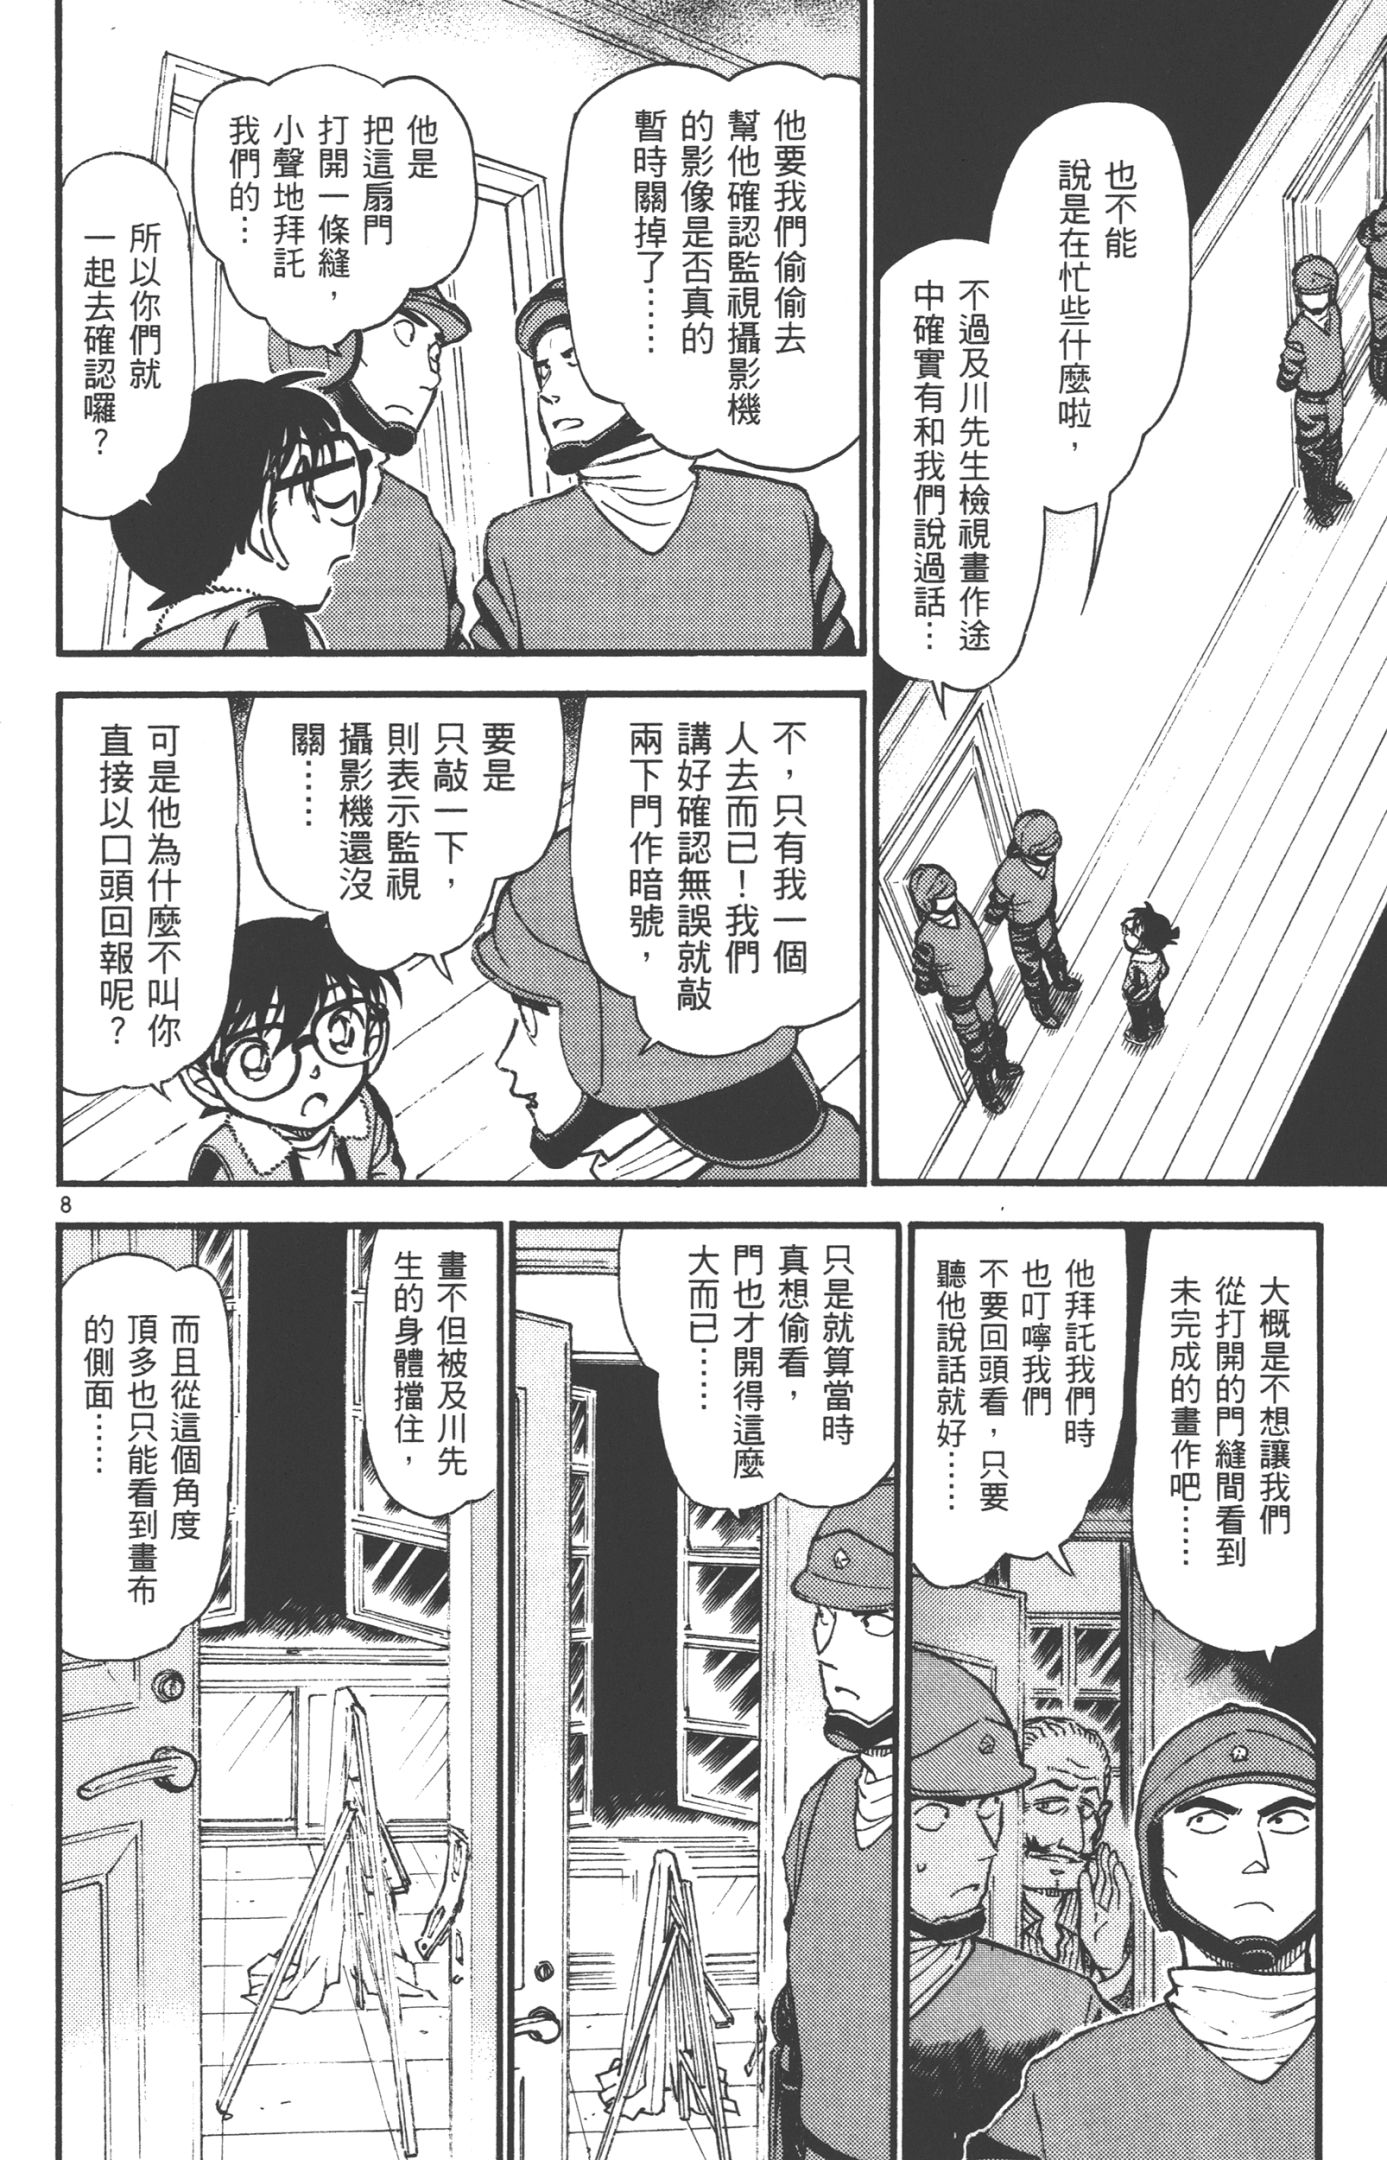 也不能
說是在忙些什麼啦，
不過及川先生檢視畫作途
中確實有和我們說過話…
他要我們偷偷去
幫他確認監視攝影機
的影像是否真的
暫時關掉了……
他是
把這扇門
打開一條縫，
小聲地拜託
我們的…
所以你們就
一起去確認囉？
不，只有我一個
人去而已！我們
講好確認無誤就敲
兩下門作暗號，
要是
只敲一下，
則表示監視
攝影機還沒
關……
可是他為什麼不叫你
直接以口頭回報呢？
8
大概是不想讓我們
從打開的門縫間看到
未完成的畫作吧……
他拜託我們時
也叮嚀我們
不要回頭看，只要
聽他說話就好……
只是就算當時
真想偷看，
門也才開得這麼
大而已……
畫不但被及川先
生的身體擋住，
而且從這個角度
頂多也只能看到畫布
的側面……